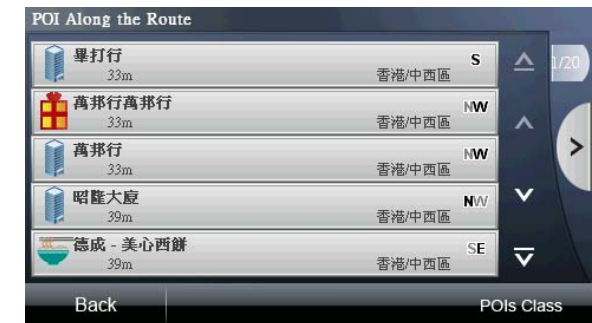 POI Along the Route
1/20
畢打行
S
33m
香港/中西區
萬邦行萬邦行
NW
33m
香港/中西區
萬邦行
NW
33m
香港/中西區
昭隆大廈
NW
39m
香港/中西區
德成 - 美心西餅
SE
39m
香港/中西區
Back
POIs Class